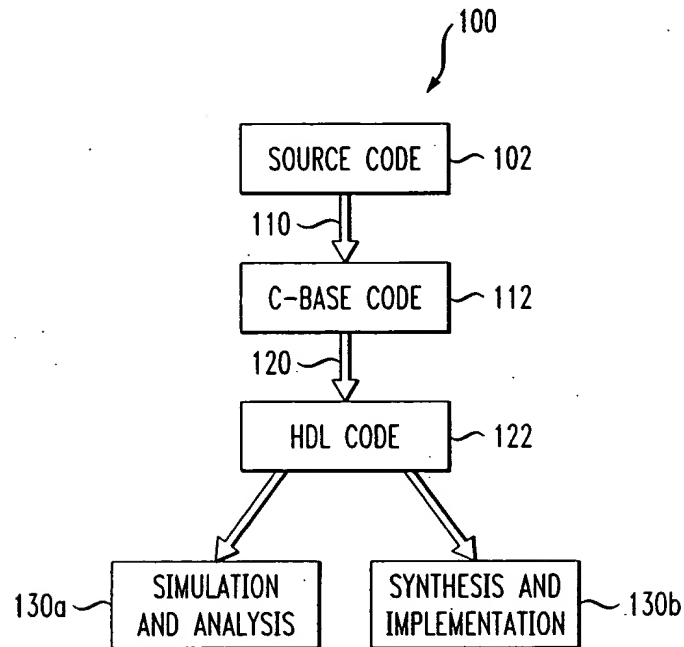 100
SOURCE CODE
102
110
C-BASE CODE
112
120
HDL CODE
122
130a
SIMULATION
AND ANALYSIS
SYNTHESIS AND
IMPLEMENTATION
130b